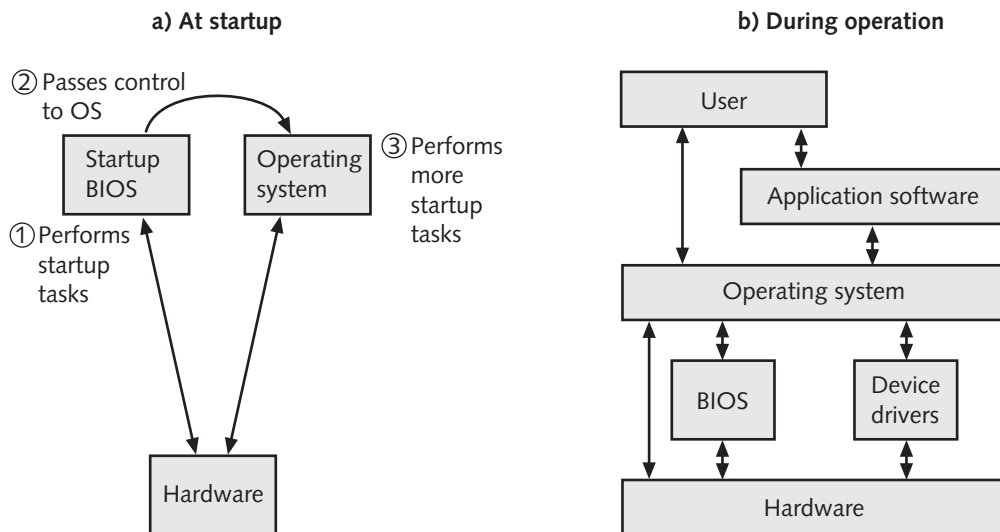 a) At startup
② Passes control
to OS
Startup
BIOS
Operating
system
③ Performs
more
startup
tasks
① Performs
startup
tasks
Hardware
b) During operation
User
Application software
Operating system
BIOS
Device
drivers
Hardware